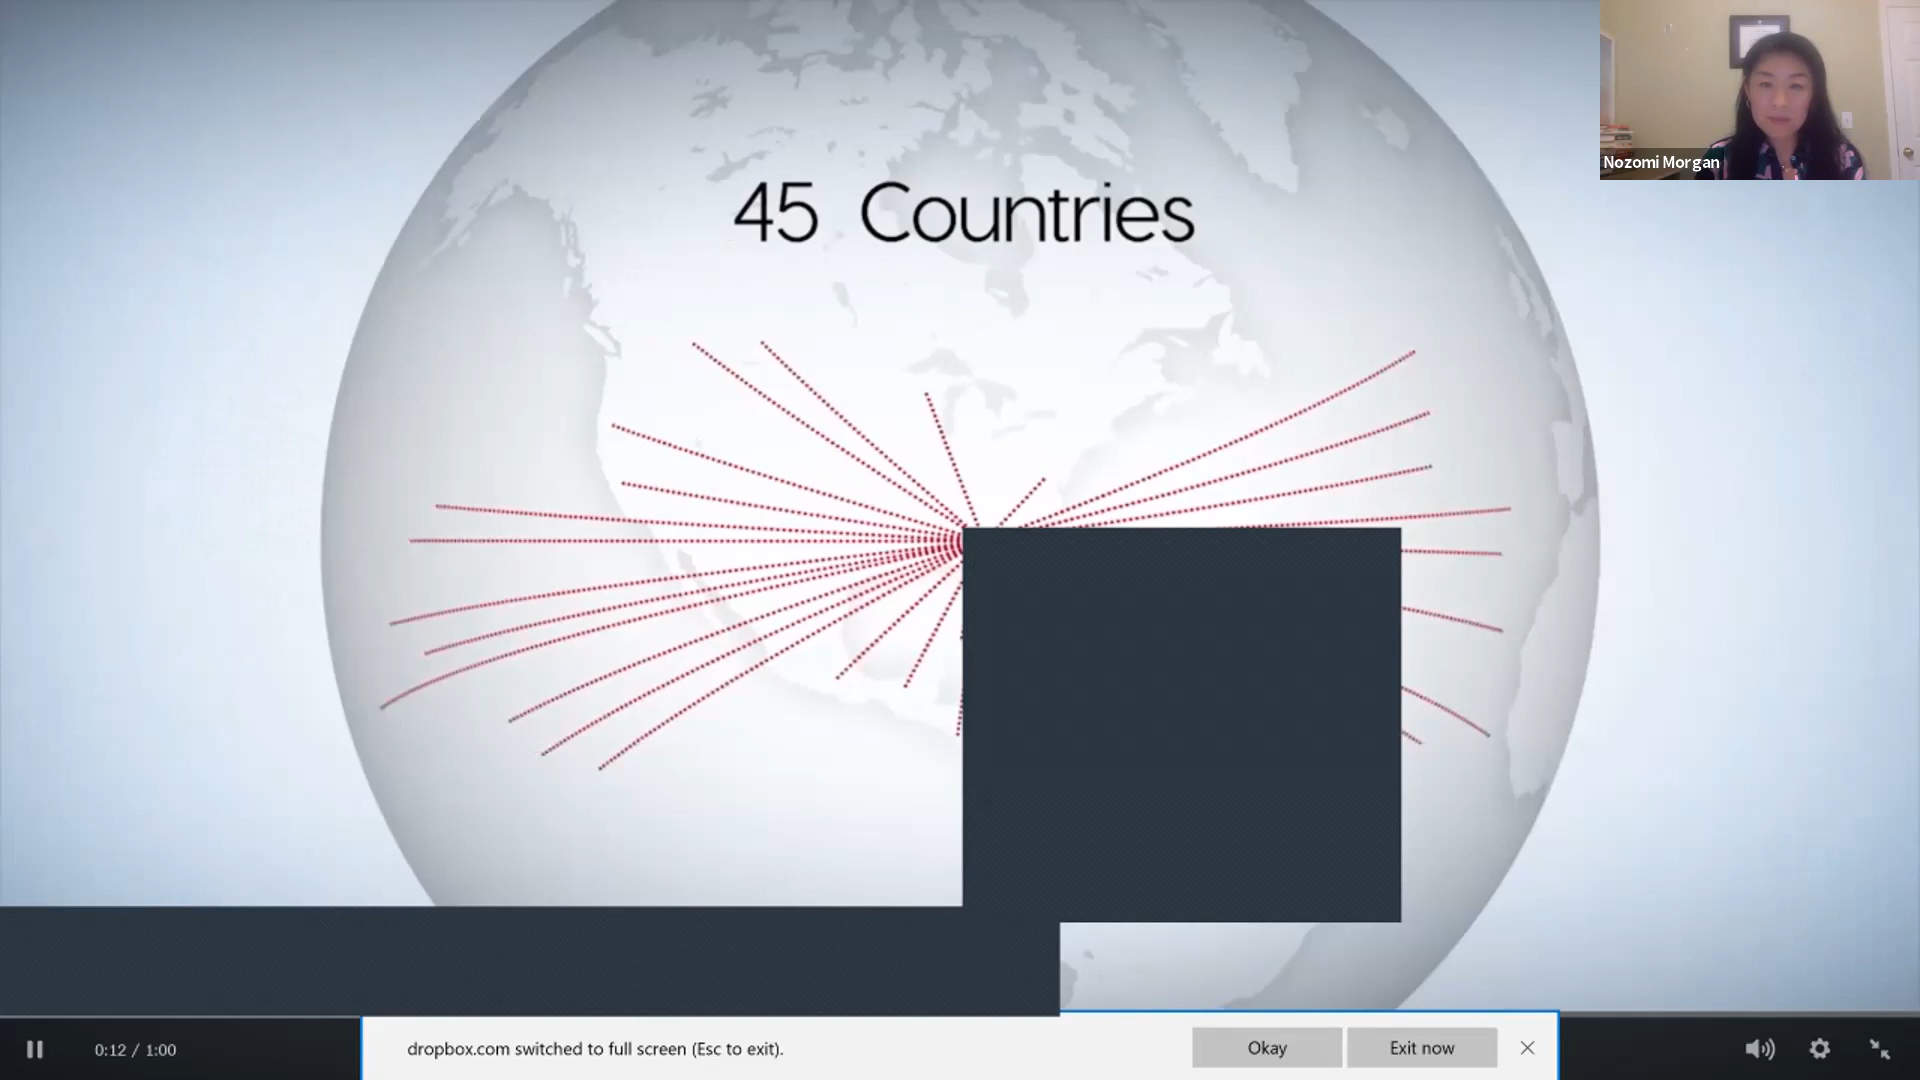 45 Countries
Nozomi Morgan
0:12 / 1:00
dropbox.com switched to full screen (Esc to exit).
Okay
Exit now